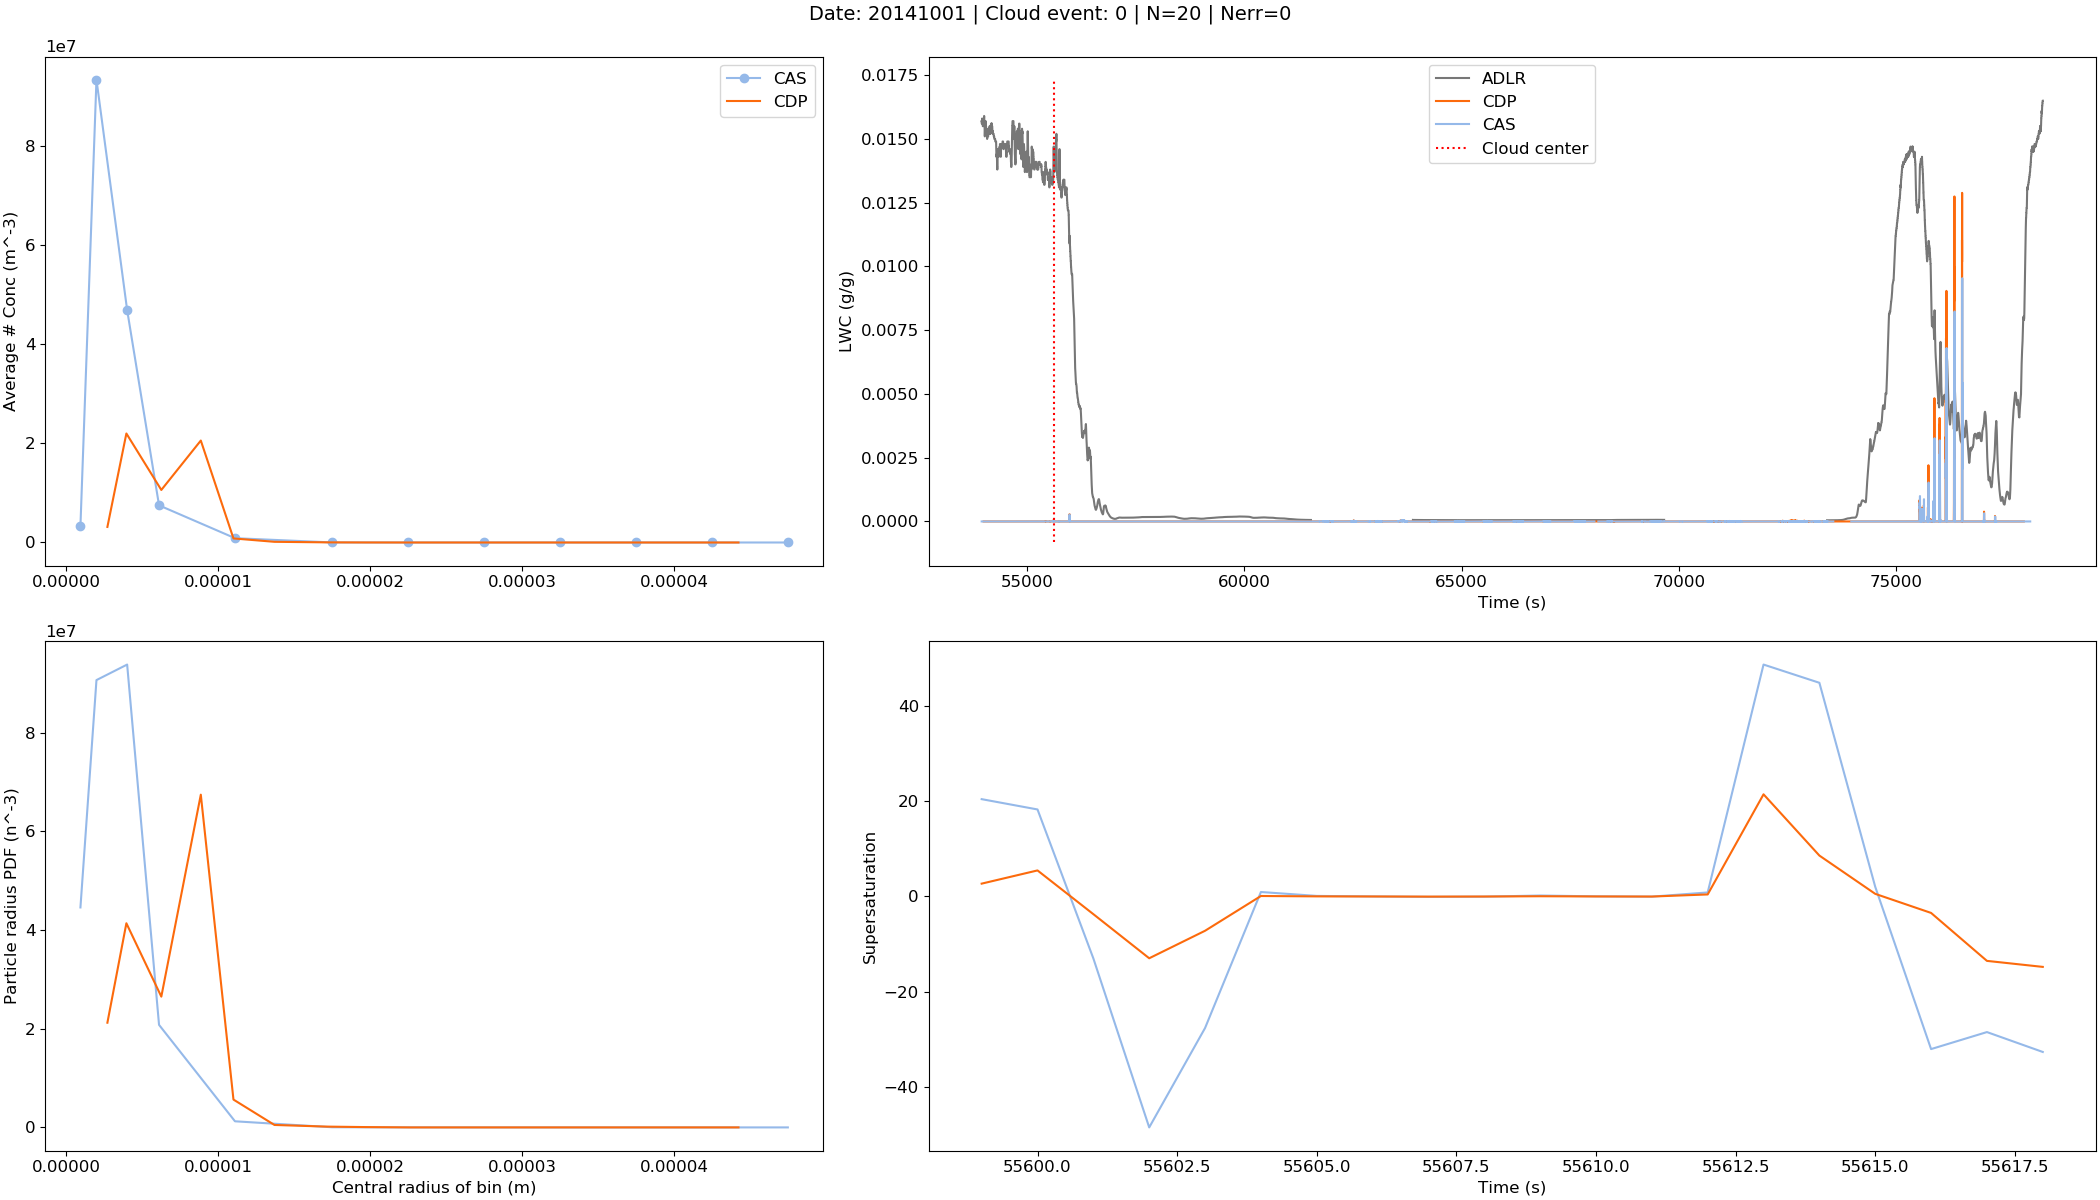 Date: 20141001 | Cloud event: 0 | N=20 | Nerr=0
1e7
8
6
4
2
0
Average # Conc (m^-3)
CAS
CDP
0.00000 0.00001 0.00002 0.00003 0.00004
0.0175
0.0150
0.0125
0.0100
0.0075
0.0050
0.0025
0.0000
LWC (g/g)
ADLR
CDP
CAS
Cloud center
55000 60000 65000 70000 75000
Time (s)
1e7
8
6
4
2
0
Particle radius PDF (n^-3)
0.00000 0.00001 0.00002 0.00003 0.00004
Central radius of bin (m)
40
20
0
−20
−40
Supersaturation
55600.0 55602.5 55605.0 55607.5 55610.0 55612.5 55615.0 55617.5
Time (s)